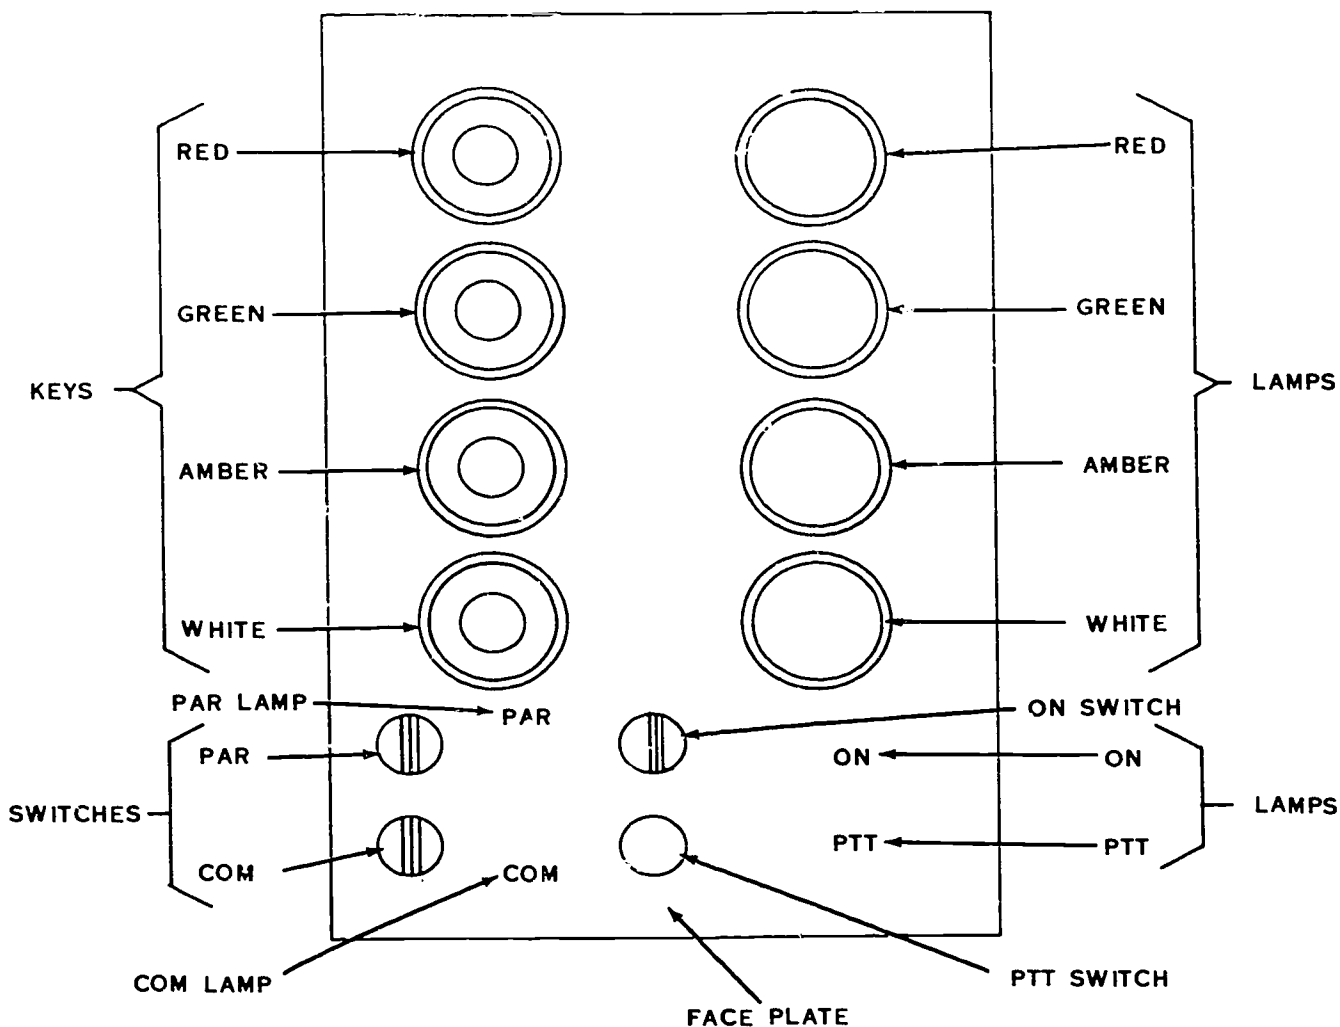 RED
RED
GREEN
GREEN
KEYS
LAMPS
AMBER
AMBER
WHITE
WHITE
PAR LAMP
PAR
ON SWITCH
PAR
ON
ON
SWITCHES
LAMPS
COM
COM
PTT
PTT
COM LAMP
PTT SWITCH
FACE PLATE